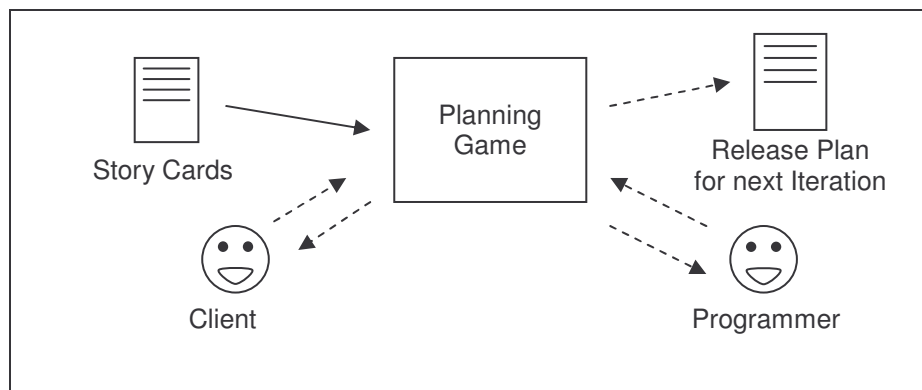 Story Cards
Planning
Game
Release Plan
for next Iteration
Client
Programmer